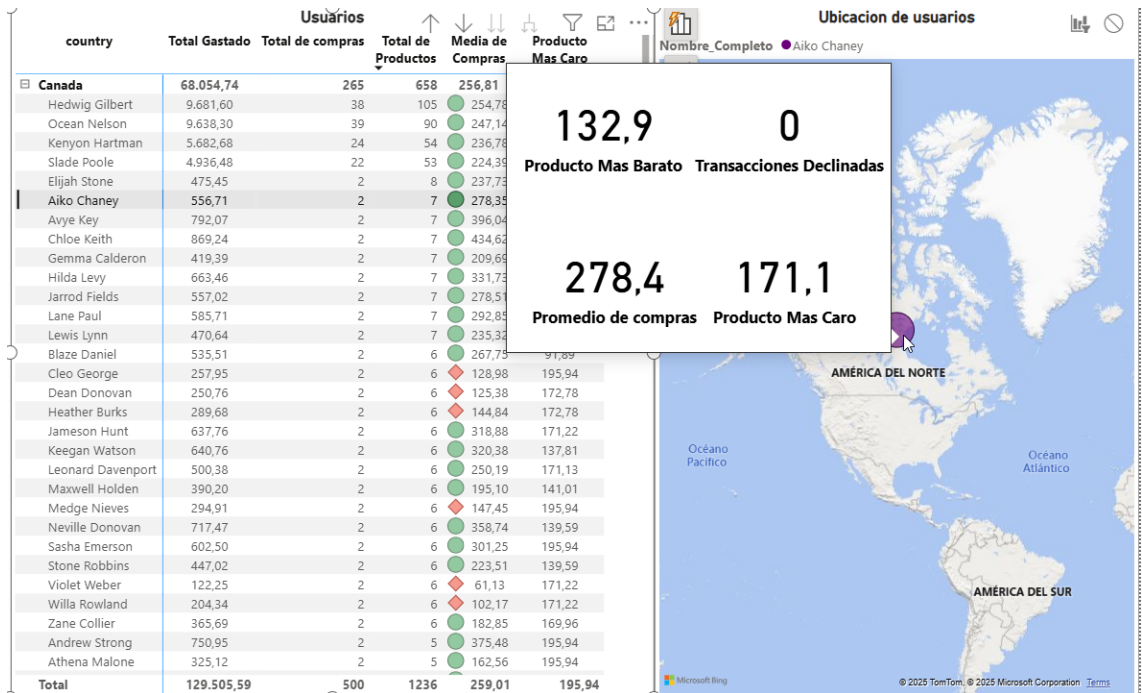 Usuarios
country Total Gastado Total de compras Total de Productos Media de Compras Producto Mas Caro
Canada 68.054,74 265 658 256,81
Hedwig Gilbert 9.681,60 38 105 254,78
Ocean Nelson 9.638,30 39 90 247,14
Kenyon Hartman 5.682,68 24 54 236,78
Slade Poole 4.936,48 22 53 224,39
Elijah Stone 475,45 2 8 237,73
Aiko Chaney 556,71 2 7 278,35
Avye Key 792,07 2 7 396,04
Chloe Keith 869,24 2 7 434,62
Gemma Calderon 419,39 2 7 209,69
Hilda Levy 663,46 2 7 331,73
Jarrod Fields 557,02 2 7 278,51
Lane Paul 585,71 2 7 292,85
Lewis Lynn 470,64 2 7 235,32
Blaze Daniel 535,51 2 6 267,75 91,89
Cleo George 257,95 2 6 128,98 195,94
Dean Donovan 250,76 2 6 125,38 172,78
Heather Burks 289,68 2 6 144,84 172,78
Jameson Hunt 637,76 2 6 318,88 171,22
Keegan Watson 640,76 2 6 320,38 137,81
Leonard Davenport 500,38 2 6 250,19 171,13
Maxwell Holden 390,20 2 6 195,10 141,01
Medge Nieves 294,91 2 6 147,45 195,94
Neville Donovan 717,47 2 6 358,74 139,59
Sasha Emerson 602,50 2 6 301,25 195,94
Stone Robbins 447,02 2 6 223,51 139,59
Violet Weber 122,25 2 6 61,13 171,22
Willa Rowland 204,34 2 6 102,17 171,22
Zane Collier 365,69 2 6 182,85 169,96
Andrew Strong 750,95 2 5 375,48 195,94
Athena Malone 325,12 2 5 162,56 195,94
Total 129.505,59 500 1236 259,01 195,94
132,9 0
Producto Mas Barato Transacciones Declinadas
278,4 171,1
Promedio de compras Producto Mas Caro
Ubicacion de usuarios
Nombre_Completo Aiko Chaney
AMÉRICA DEL NORTE
Océano Pacífico
Océano Atlántico
AMÉRICA DEL SUR
Microsoft Bing
© 2025 TomTom, © 2025 Microsoft Corporation Terms